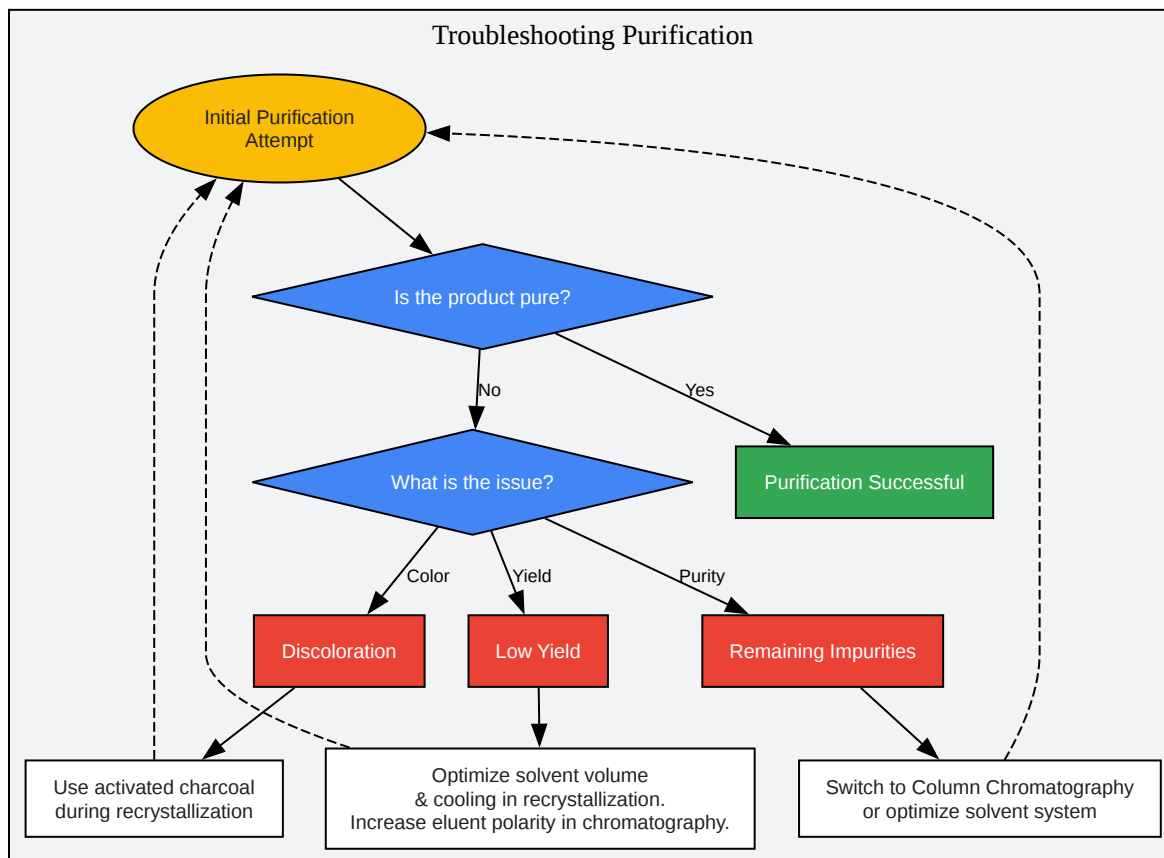 Troubleshooting Purification
Initial Purification
Attempt
Is the product pure?
No
Yes
What is the issue?
Purification Successful
Color
Yield
Purity
Discoloration
Low Yield
Remaining Impurities
Use activated charcoal
during recrystallization
Optimize solvent volume
& cooling in recrystallization.
Increase eluent polarity in chromatography.
Switch to Column Chromatography
or optimize solvent system